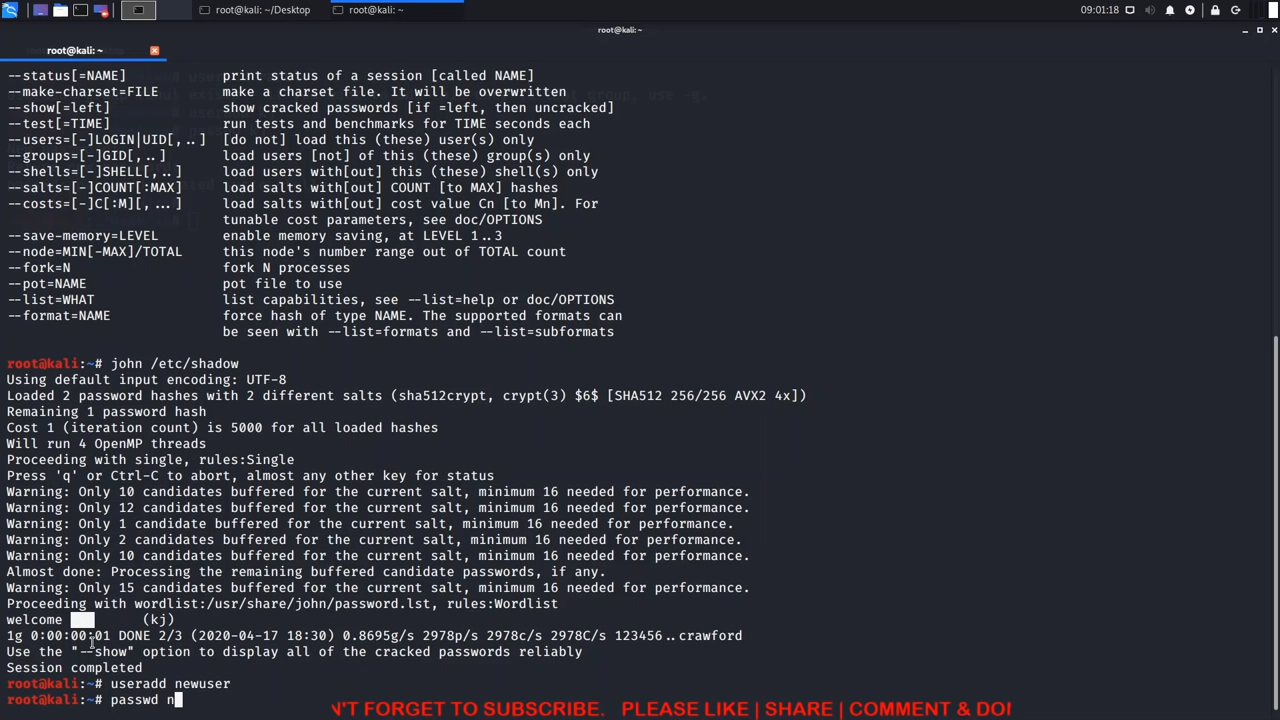 root@kali: ~/Desktop
root@kali: ~
09:01:18
root@kali: ~
root@kali: ~
--status[=NAME] print status of a session [called NAME]
--make-charset=FILE make a charset file. It will be overwritten
--show[=left] show cracked passwords [if =left, then uncracked]
--test[=TIME] run tests and benchmarks for TIME seconds each
--users=[-]LOGIN|UID[,..] [do not] load this (these) user(s) only
--groups=[-]GID[,..] load users [not] of this (these) group(s) only
--shells=[-]SHELL[,..] load users with[out] this (these) shell(s) only
--salts=[-]COUNT[:MAX] load salts with[out] COUNT [to MAX] hashes
--costs=[-]C[:M][,...] load salts with[out] cost value Cn [to Mn]. For
tunable cost parameters, see doc/OPTIONS
--save-memory=LEVEL enable memory saving, at LEVEL 1..3
--node=MIN[-MAX]/TOTAL this node's number range out of TOTAL count
--fork=N fork N processes
--pot=NAME pot file to use
--list=WHAT list capabilities, see --list=help or doc/OPTIONS
--format=NAME force hash of type NAME. The supported formats can
be seen with --list=formats and --list=subformats
root@kali:~# john /etc/shadow
Using default input encoding: UTF-8
Loaded 2 password hashes with 2 different salts (sha512crypt, crypt(3) $6$ [SHA512 256/256 AVX2 4x])
Remaining 1 password hash
Cost 1 (iteration count) is 5000 for all loaded hashes
Will run 4 OpenMP threads
Proceeding with single, rules:Single
Press 'q' or Ctrl-C to abort, almost any other key for status
Warning: Only 10 candidates buffered for the current salt, minimum 16 needed for performance.
Warning: Only 12 candidates buffered for the current salt, minimum 16 needed for performance.
Warning: Only 1 candidate buffered for the current salt, minimum 16 needed for performance.
Warning: Only 2 candidates buffered for the current salt, minimum 16 needed for performance.
Warning: Only 10 candidates buffered for the current salt, minimum 16 needed for performance.
Almost done: Processing the remaining buffered candidate passwords, if any.
Warning: Only 15 candidates buffered for the current salt, minimum 16 needed for performance.
Proceeding with wordlist:/usr/share/john/password.lst, rules:Wordlist
welcome (kj)
1g 0:00:00:01 DONE 2/3 (2020-04-17 18:30) 0.8695g/s 2978p/s 2978c/s 2978C/s 123456..crawford
Use the "--show" option to display all of the cracked passwords reliably
Session completed
root@kali:~# useradd newuser
root@kali:~# passwd n
N'T FORGET TO SUBSCRIBE. PLEASE LIKE | SHARE | COMMENT & DO